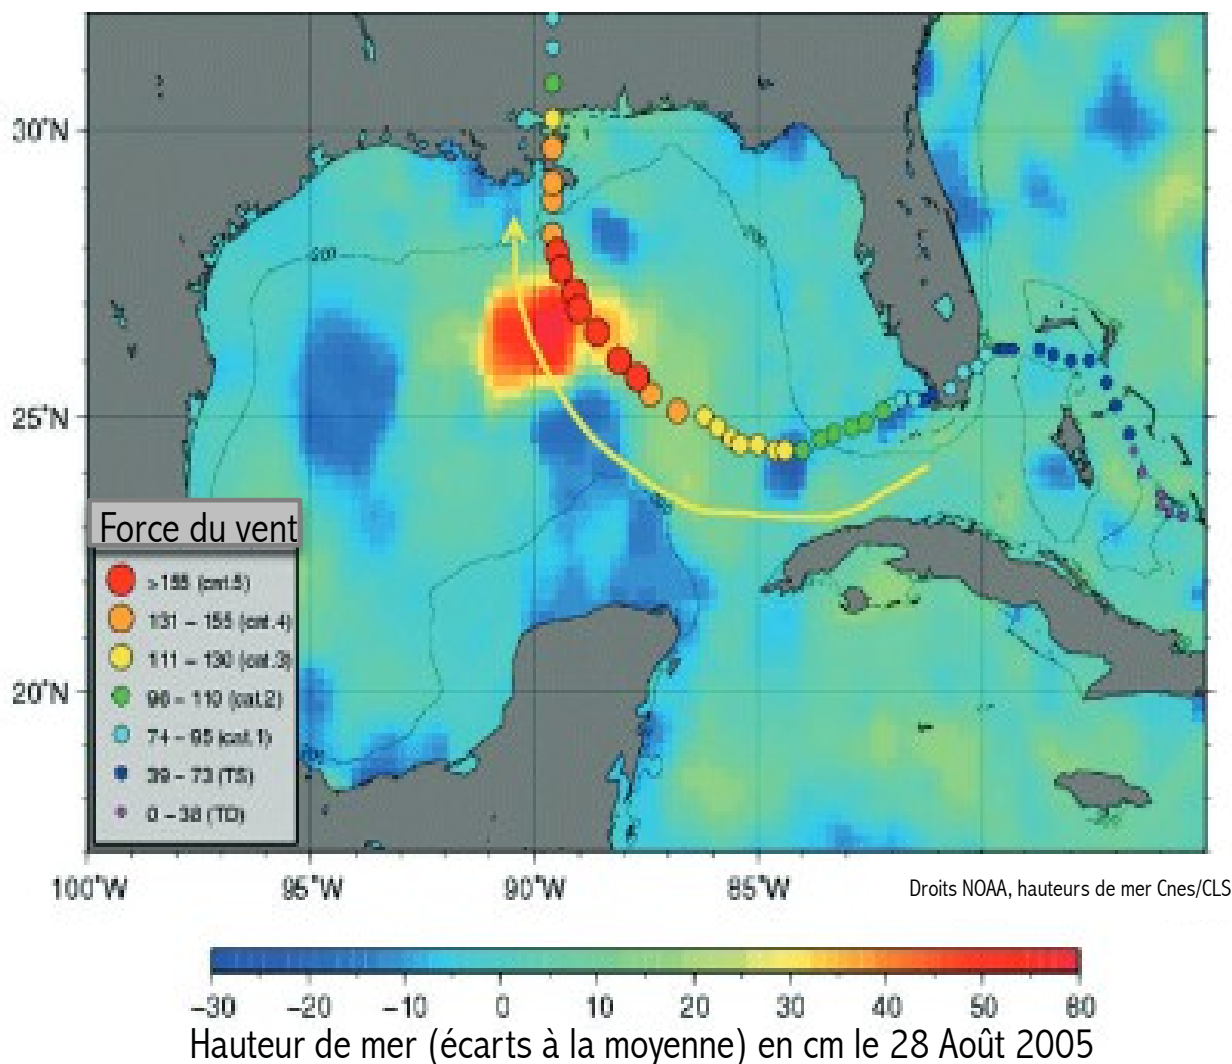 30°N
25°N
20°N
200
Force du vent
>155 (cat.5)
131 – 155 (cat.4)
111 – 130 (cat.3)
96 – 110 (cat.2)
74 – 95 (cat.1)
39 – 73 (TS)
0 – 38 (TD)
100°W 95°W 90°W 85°W
Droits NOAA, hauteurs de mer Cnes/CLS
−30 −20 −10 0 10 20 30 40 50 60
Hauteur de mer (écarts à la moyenne) en cm le 28 Août 2005